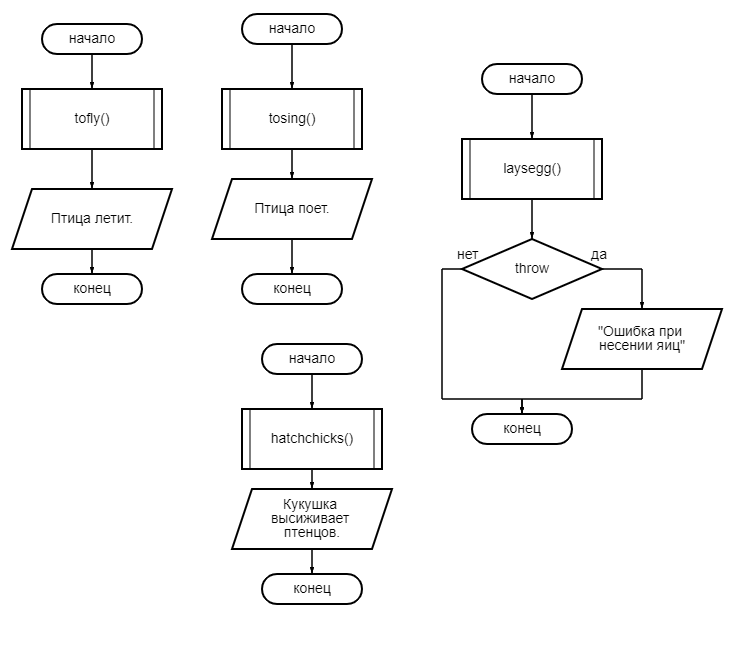 начало
tofly()
Птица летит.
конец
начало
tosing()
Птица поет.
конец
начало
laysegg()
нет
throw
да
"Ошибка при
несении яиц"
конец
начало
hatchchicks()
Кукушка
высиживает
птенцов.
конец